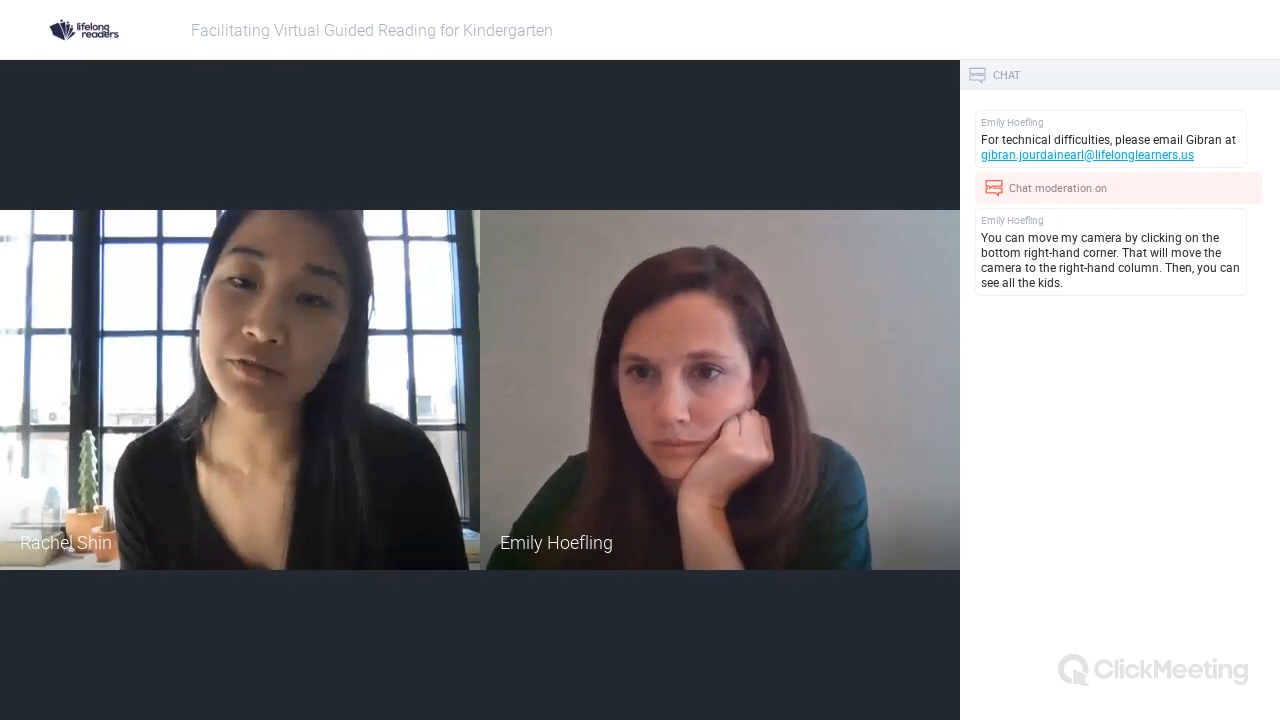 lifelong
readers
Facilitating Virtual Guided Reading for Kindergarten
CHAT
Emily Hoefling
For technical difficulties, please email Gibran at
gibran.jourdainearl@lifelonglearners.us
Chat moderation on
Emily Hoefling
You can move my camera by clicking on the
bottom right-hand corner. That will move the
camera to the right-hand column. Then, you can
see all the kids.
Rachel Shin
Emily Hoefling
ClickMeeting